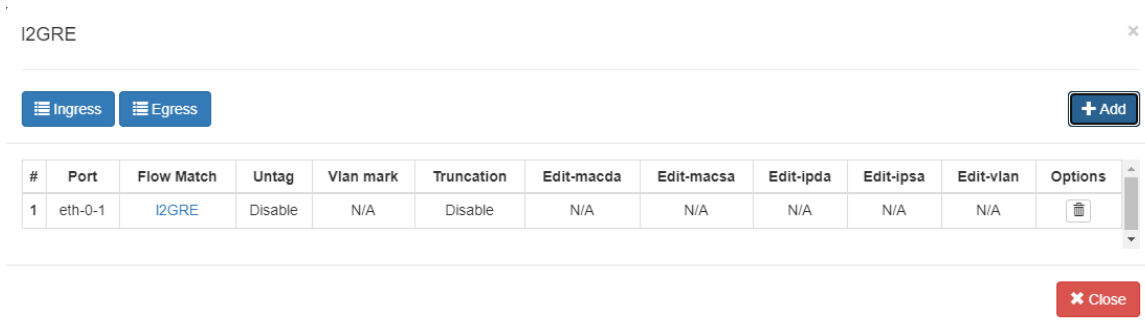 l2GRE ×
Ingress Egress + Add
# Port Flow Match Untag Vlan mark Truncation Edit-macda Edit-macsa Edit-ipda Edit-ipsa Edit-vlan Options
1 eth-0-1 l2GRE Disable N/A Disable N/A N/A N/A N/A N/A
✖ Close